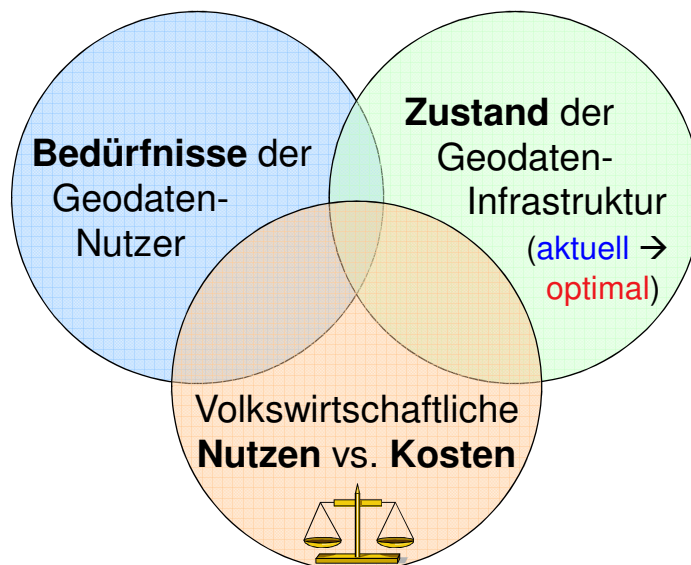 Bedürfnisse der
Geodaten-
Nutzer
Zustand der
Geodaten-
Infrastruktur
(aktuell →
optimal)
Volkswirtschaftliche
Nutzen vs. Kosten